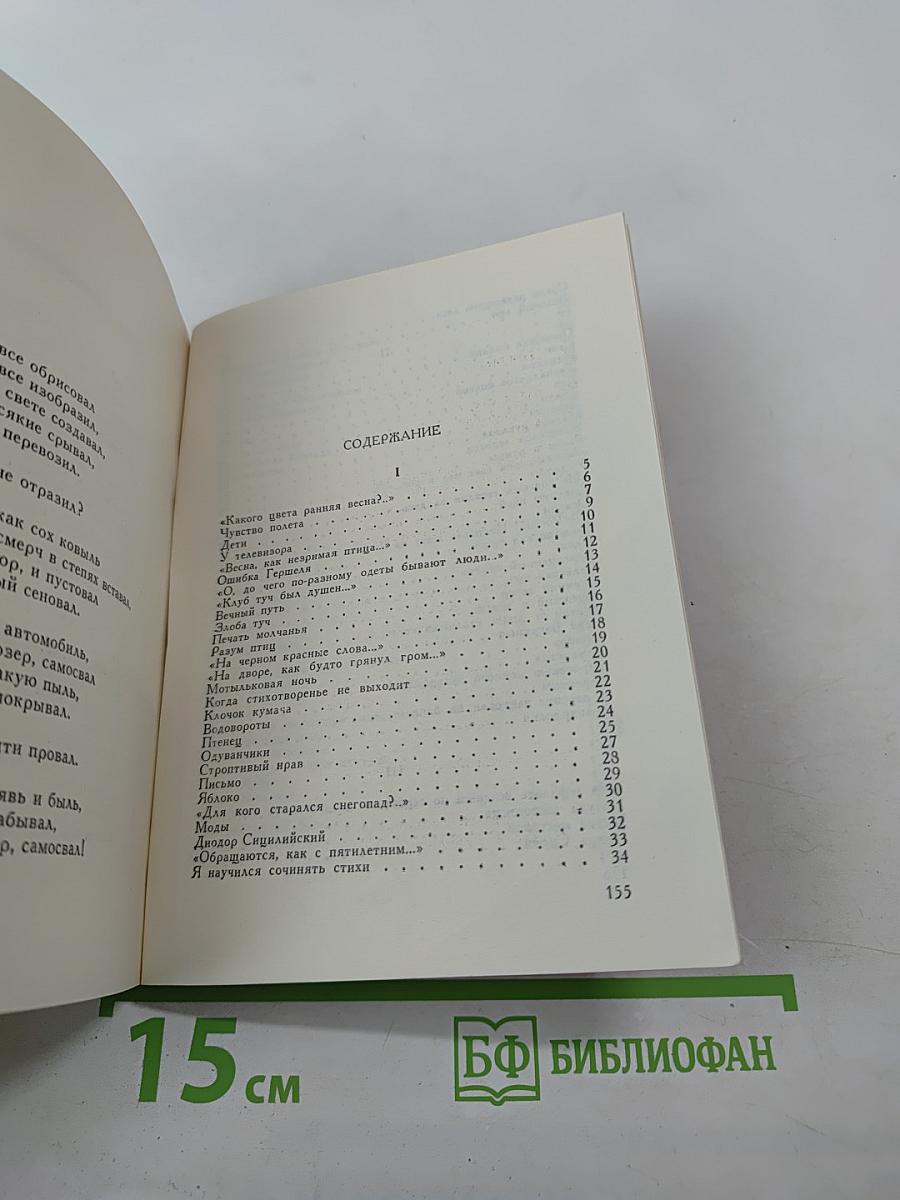 все обрисовал
все изобразил,
свете создавал,
сякие срывал,
перевозил.
не отразил?
как сох ковыль
смерч в степях вставал,
ор, и пустовал
ый сеновал.
автомобиль,
озер, самосвал
акую пыль,
покрывал.
яти провал.
явь и быль,
абывал,
р, самосвал!
СОДЕРЖАНИЕ
I
«Какого цвета ранняя весна?..» 5
Чувство полета 6
Дети 7
У телевизора 9
«Весна, как незримая птица...» 10
Ошибка Гершеля 11
«О, до чего по-разному одеты бывают люди...» 12
«Клуб туч был душен...» 13
Вечный путь 14
Злоба туч 15
Печать молчанья 16
Разум птиц 17
«На черном красные слова...» 18
«На дворе, как будто грянул гром...» 19
Мотыльковая ночь 20
Когда стихотворенье не выходит 21
Клочок кумача 22
Водовороты 23
Птенец 24
Одуванчики 25
Строптивый нрав 27
Письмо 28
Яблоко 29
«Для кого старался снегопад?..» 30
Моды 31
Диодор Сицилийский 32
«Обращаются, как с пятилетним...» 33
Я научился сочинять стихи 34
155
15 см
БФ БИБЛИОФАН